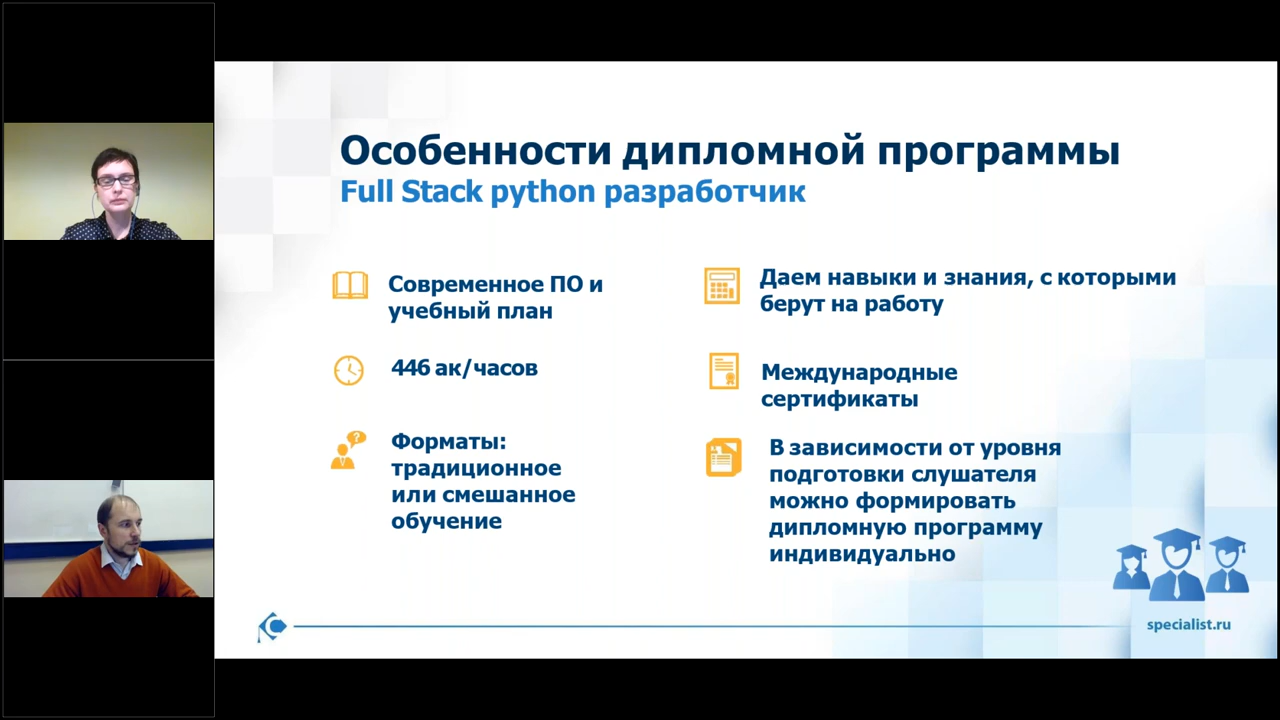 Особенности дипломной программы
Full Stack python разработчик
Современное ПО и
учебный план
446 ак/часов
Форматы:
традиционное
или смешанное
обучение
Даем навыки и знания, с которыми
берут на работу
Международные
сертификаты
В зависимости от уровня
подготовки слушателя
можно формировать
дипломную программу
индивидуально
specialist.ru